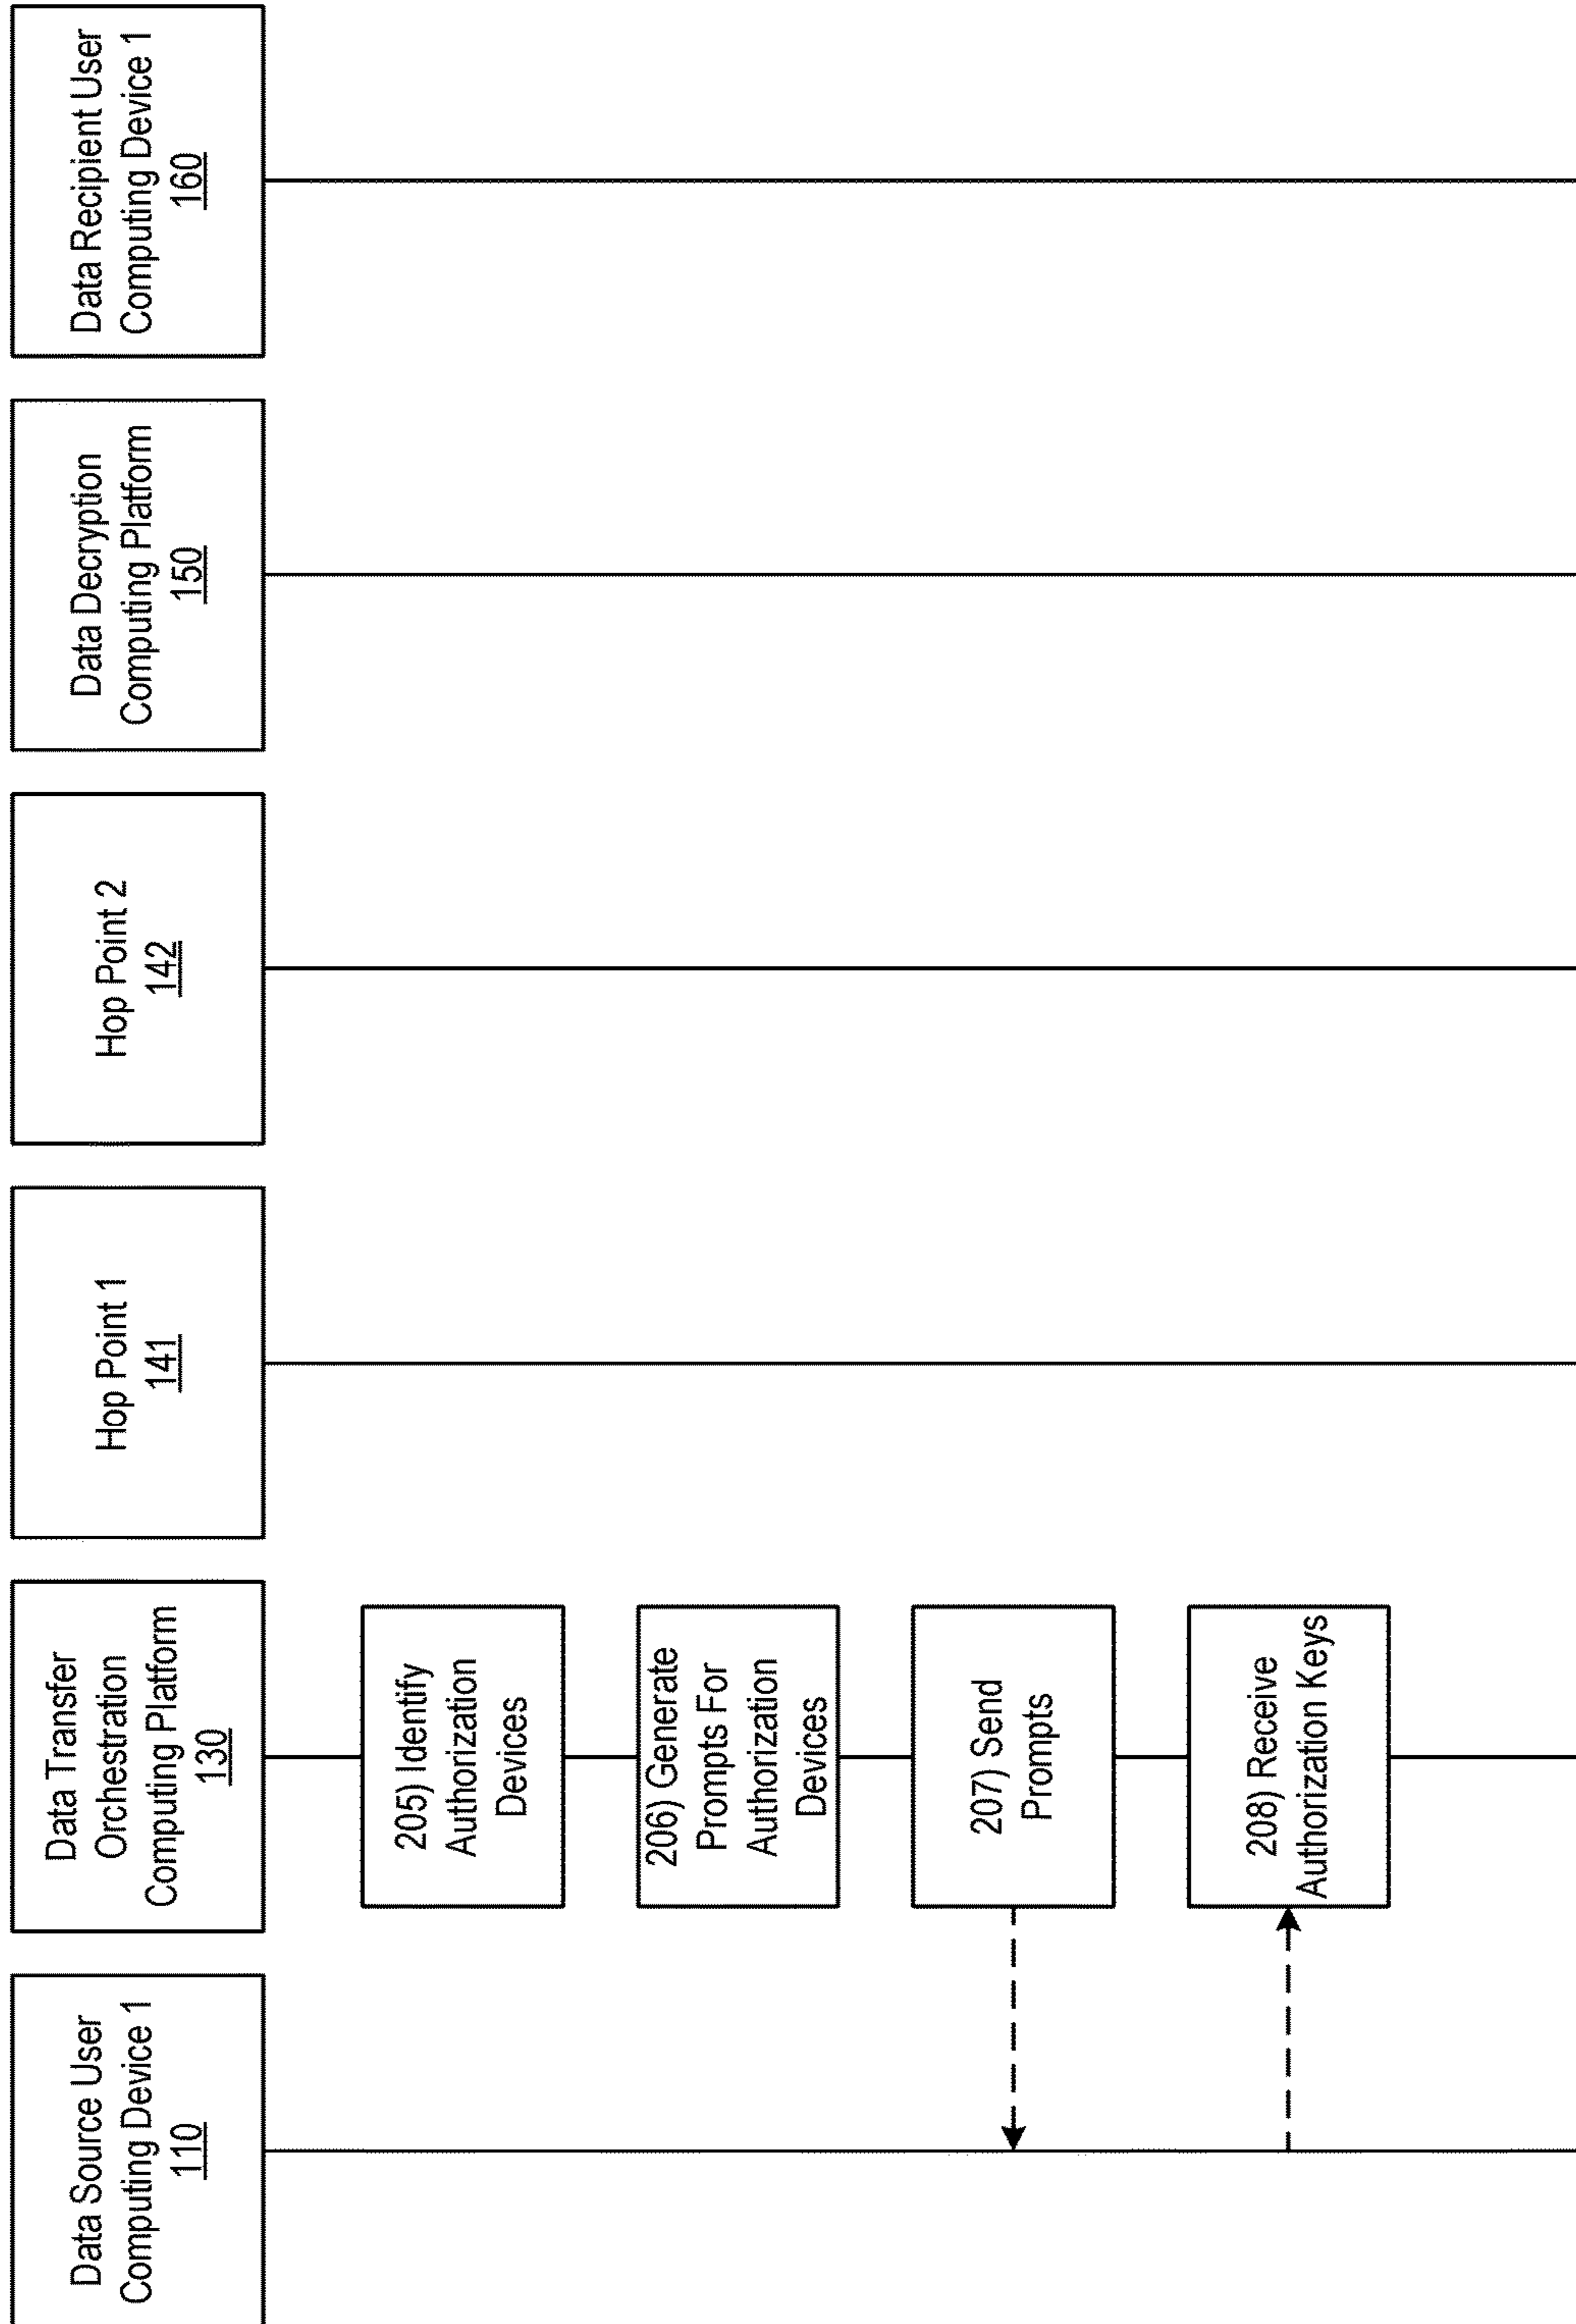 Data Source User
Computing Device 1
110
Data Transfer
Orchestration
Computing Platform
130
Hop Point 1
141
Hop Point 2
142
Data Decryption
Computing Platform
150
Data Recipient User
Computing Device 1
160
205) Identify
Authorization
Devices
206) Generate
Prompts For
Authorization
Devices
207) Send
Prompts
208) Receive
Authorization Keys